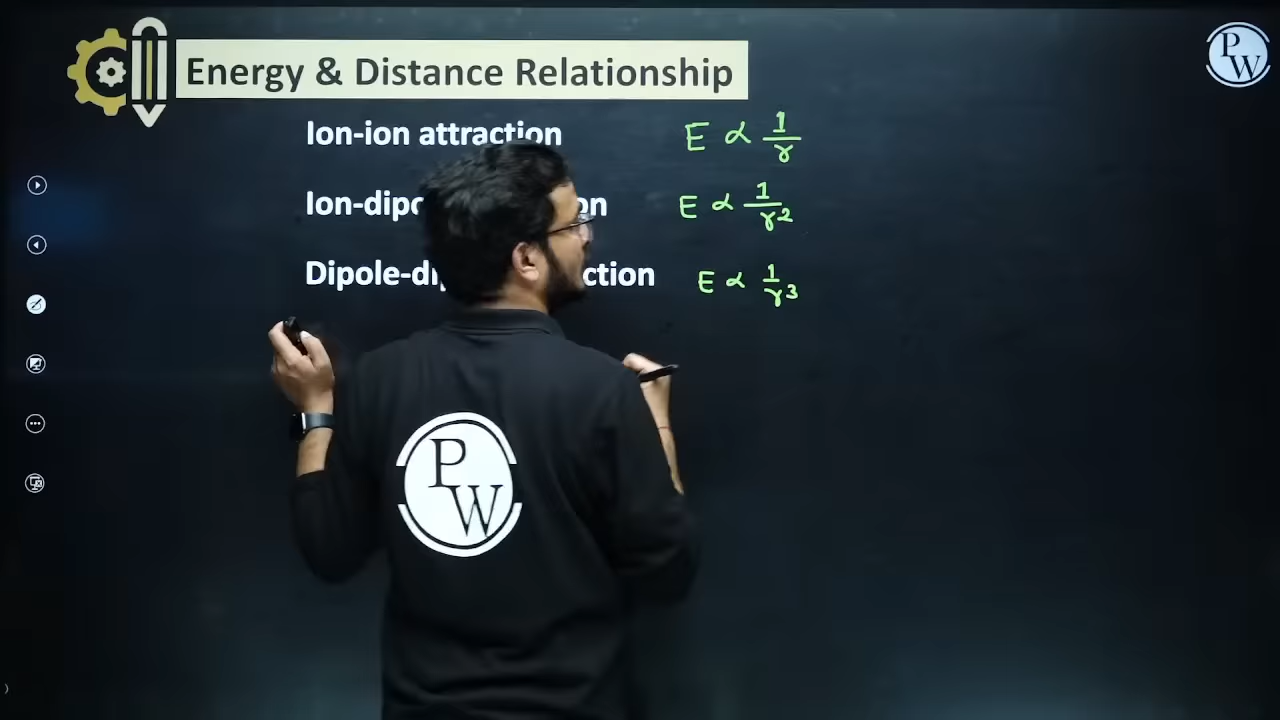 Energy & Distance Relationship
PW
Ion-ion attraction E ∝ 1/r
Ion-dipo on E ∝ 1/r2
Dipole-di ction E ∝ 1/r3
PW